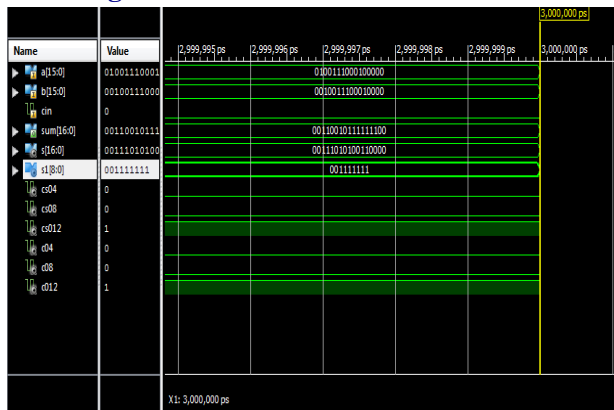 3,000,000 ps
Name Value 2,999,995 ps 2,999,996 ps 2,999,997 ps 2,999,998 ps 2,999,999 ps 3,000,000 ps
a[15:0] 01001110001 0100111000100000
b[15:0] 00100111000 0010011100010000
cin 0
sum[16:0] 00110010111 00110010111111100
s[16:0] 00111010100 00111010100110000
s1[8:0] 001111111 001111111
cs04 0
cs08 0
cs012 1
c04 0
c08 0
c012 1
X1: 3,000,000 ps